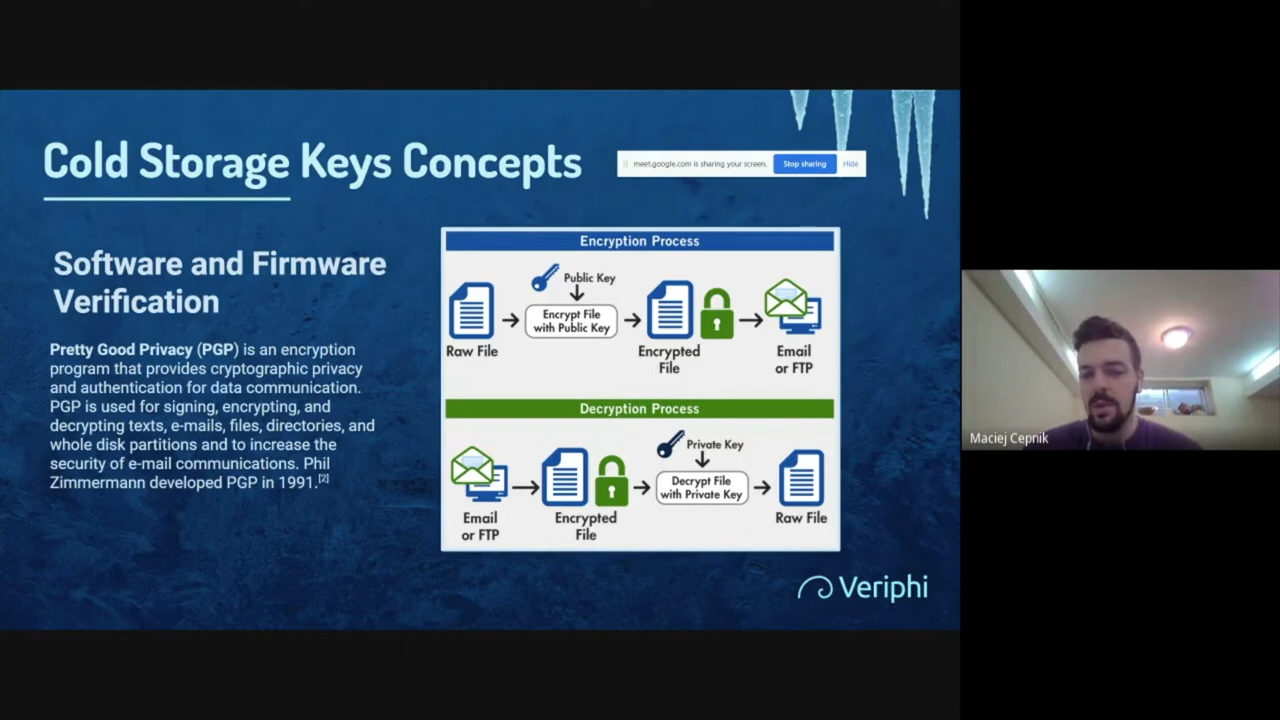 Cold Storage Keys Concepts
meet.google.com is sharing your screen.
Stop sharing
Hide
Software and Firmware
Verification
Pretty Good Privacy (PGP) is an encryption
program that provides cryptographic privacy
and authentication for data communication.
PGP is used for signing, encrypting, and
decrypting texts, e-mails, files, directories, and
whole disk partitions and to increase the
security of e-mail communications. Phil
Zimmermann developed PGP in 1991.[2]
Encryption Process
Public Key
Encrypt File
with Public Key
Raw File
Encrypted
File
Email
or FTP
Decryption Process
Private Key
Decrypt File
with Private Key
Email
or FTP
Encrypted
File
Raw File
Veriphi
Maciej Cepnik